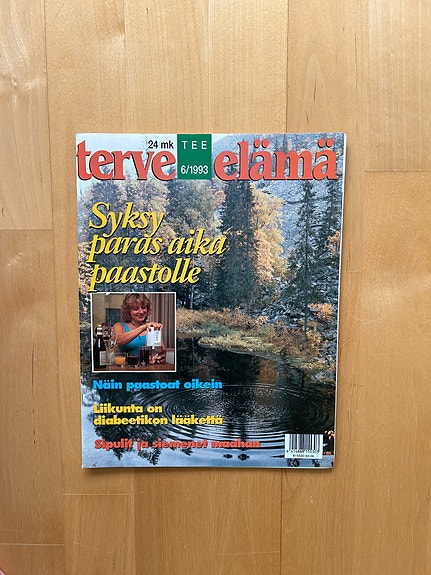 24 mk
TEE
terve elämä
6/1993
Syksy
paras aika
paastolle
Näin paastoat oikein
Liikunta on
diabeetikon lääkettä
Sipulit ja siemenet maahan